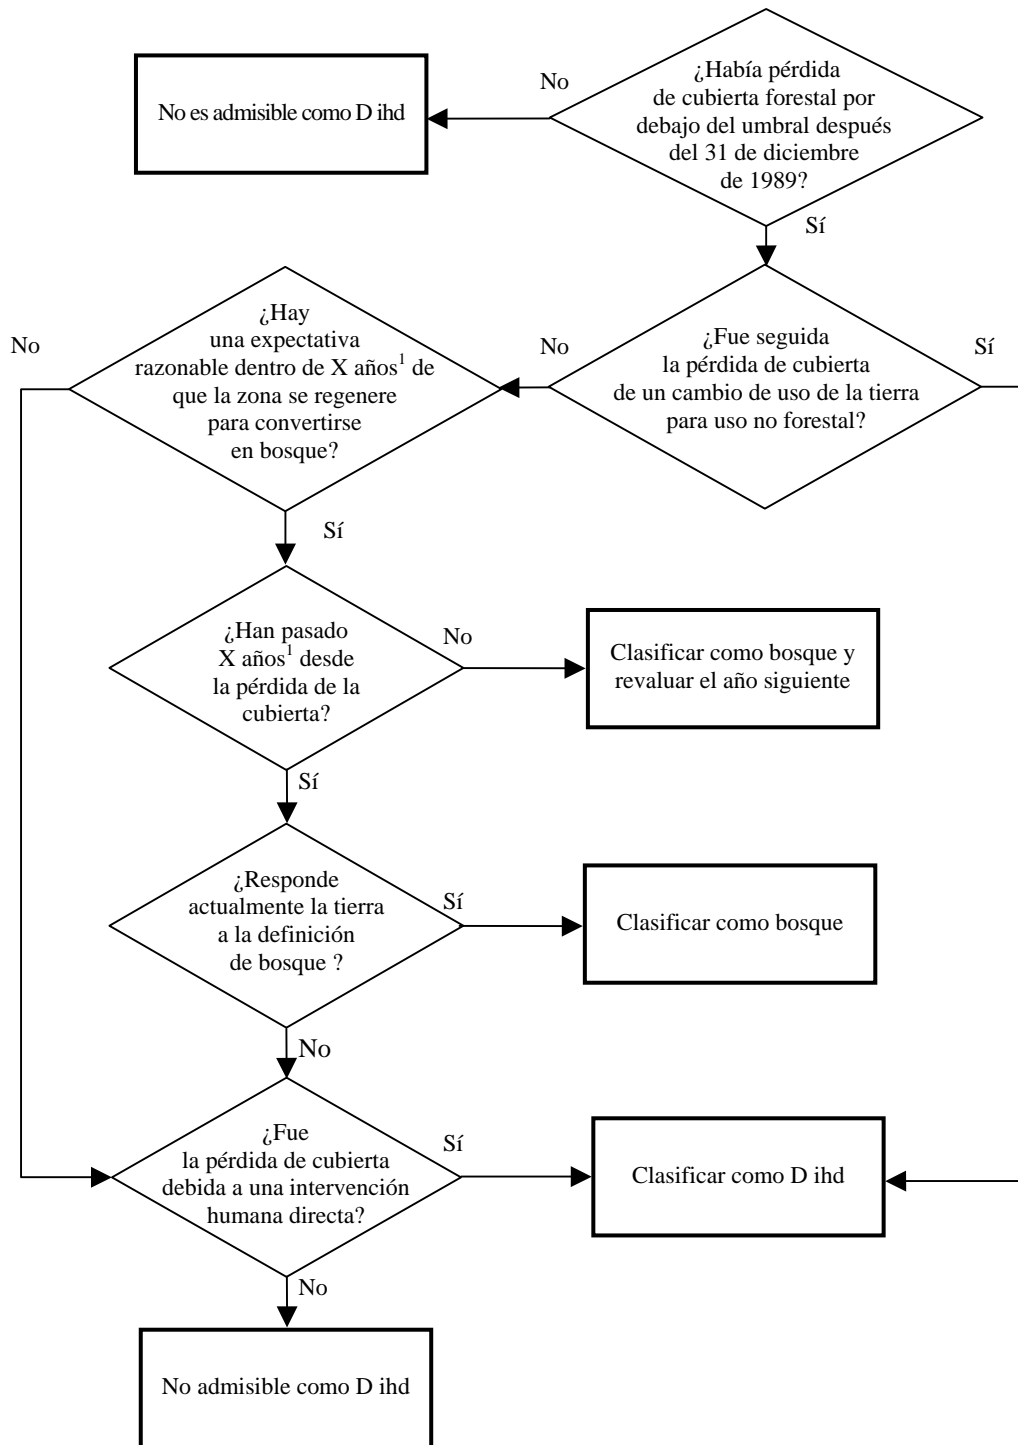 ¿Había pérdida
de cubierta forestal por
debajo del umbral después
del 31 de diciembre
de 1989?
No
No es admisible como D ihd
Sí
¿Fue seguida
la pérdida de cubierta
de un cambio de uso de la tierra
para uso no forestal?
No
Sí
¿Hay
una expectativa
razonable dentro de X años1 de
que la zona se regenere
para convertirse
en bosque?
No
Sí
¿Han pasado
X años1 desde
la pérdida de la
cubierta?
No
Clasificar como bosque y
revaluar el año siguiente
Sí
¿Responde
actualmente la tierra
a la definición
de bosque ?
Sí
Clasificar como bosque
No
¿Fue
la pérdida de cubierta
debida a una intervención
humana directa?
Sí
Clasificar como D ihd
No
No admisible como D ihd